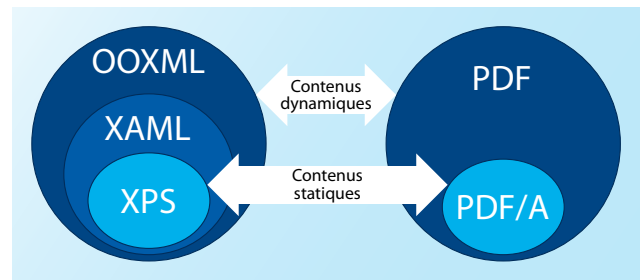 OOXML
XAML
XPS
Contenus
dynamiques
Contenus
statiques
PDF
PDF/A